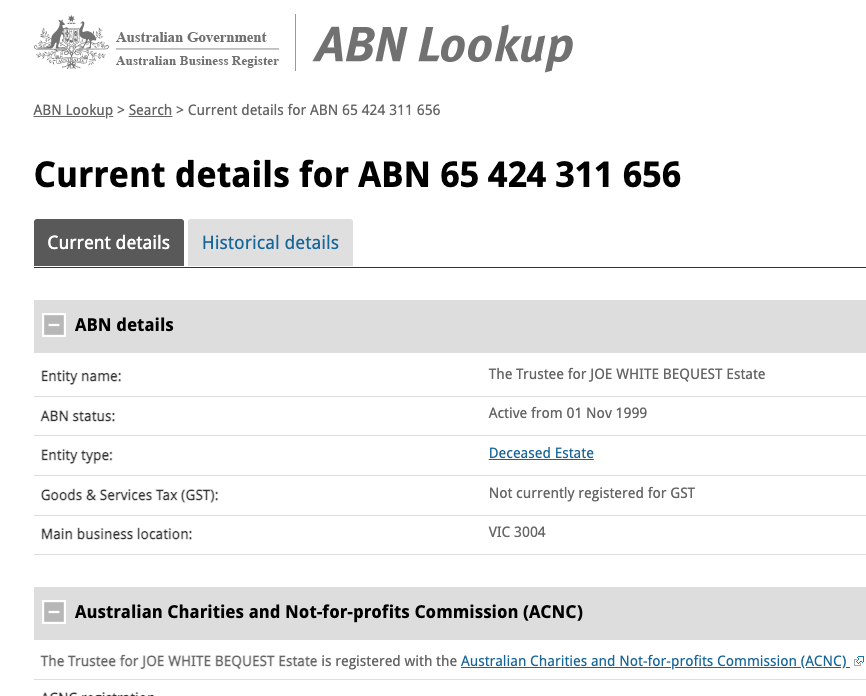 Australian Government
Australian Business Register
ABN Lookup
ABN Lookup > Search > Current details for ABN 65 424 311 656
Current details for ABN 65 424 311 656
Current details Historical details
ABN details
Entity name: The Trustee for JOE WHITE BEQUEST Estate
ABN status: Active from 01 Nov 1999
Entity type: Deceased Estate
Goods & Services Tax (GST): Not currently registered for GST
Main business location: VIC 3004
Australian Charities and Not-for-profits Commission (ACNC)
The Trustee for JOE WHITE BEQUEST Estate is registered with the Australian Charities and Not-for-profits Commission (ACNC)
ACNC registration